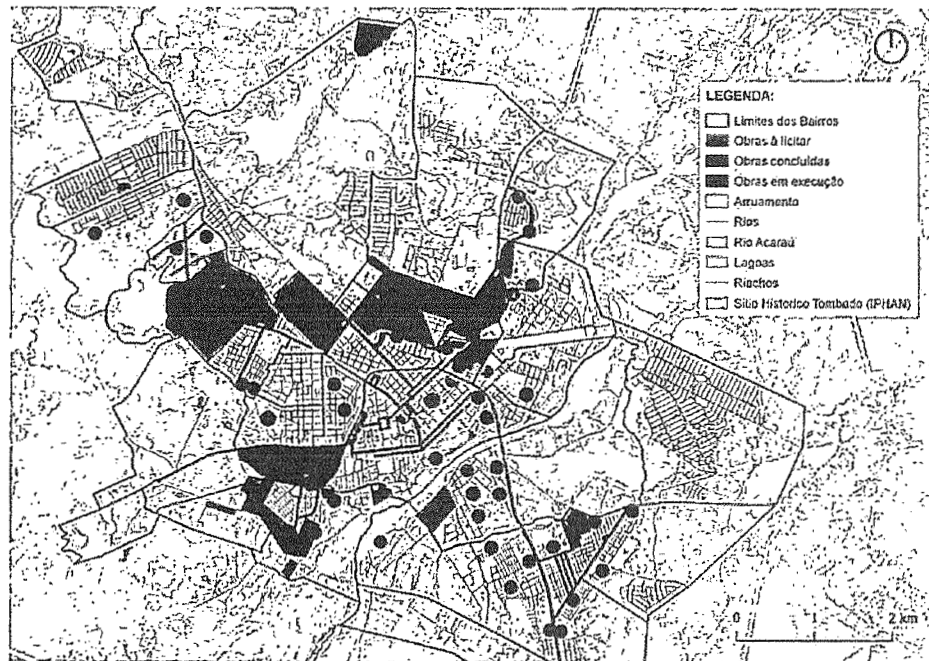 LEGENDA:
Limites dos Bairros
Obras à licitar
Obras concluídas
Obras em execução
Arruamento
Rios
Rio Acaraú
Lagoas
Riachos
Sítio Histórico Tombado (IPHAN)
0 1 2 km